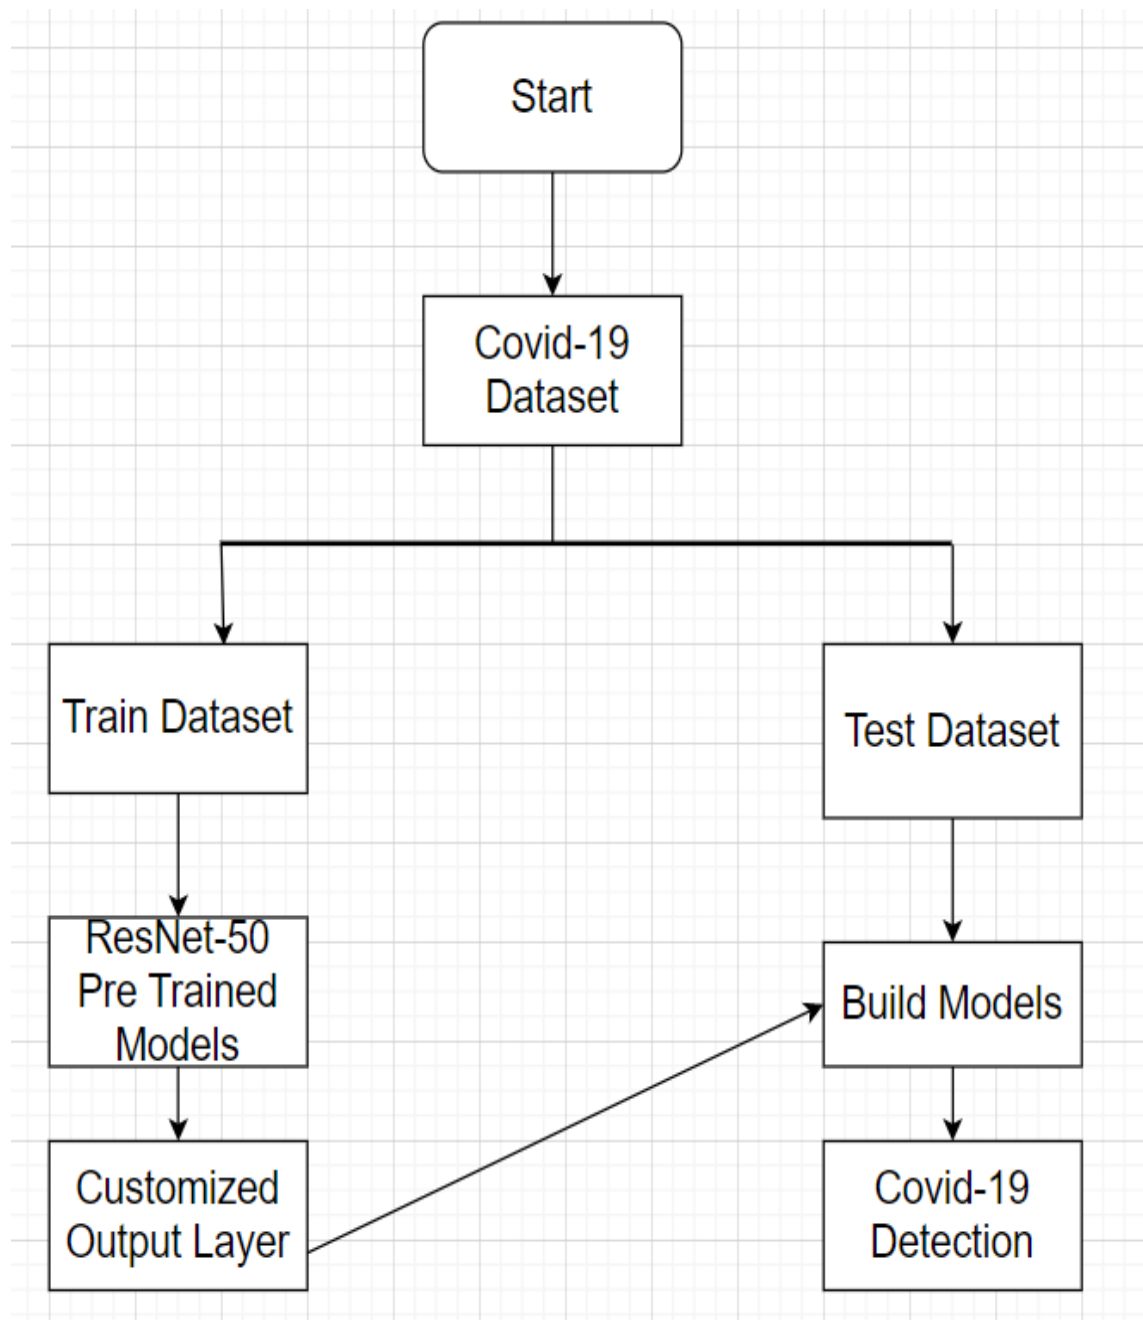 Start
Covid-19
Dataset
Train Dataset
Test Dataset
ResNet-50
Pre Trained
Models
Build Models
Customized
Output Layer
Covid-19
Detection